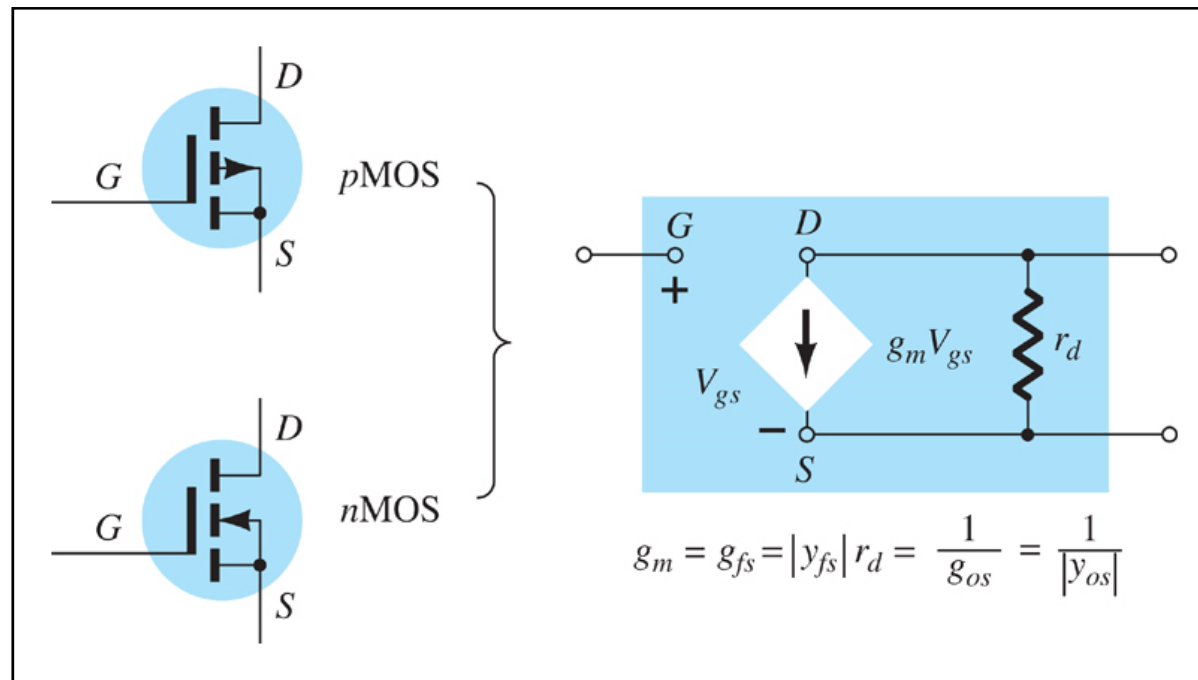 D
G
pMOS
S
D
G
nMOS
S
G
D
+
g_m V_gs
r_d
V_gs
−
S
g_m = g_fs = |y_fs| r_d = 1/g_os = 1/|y_os|